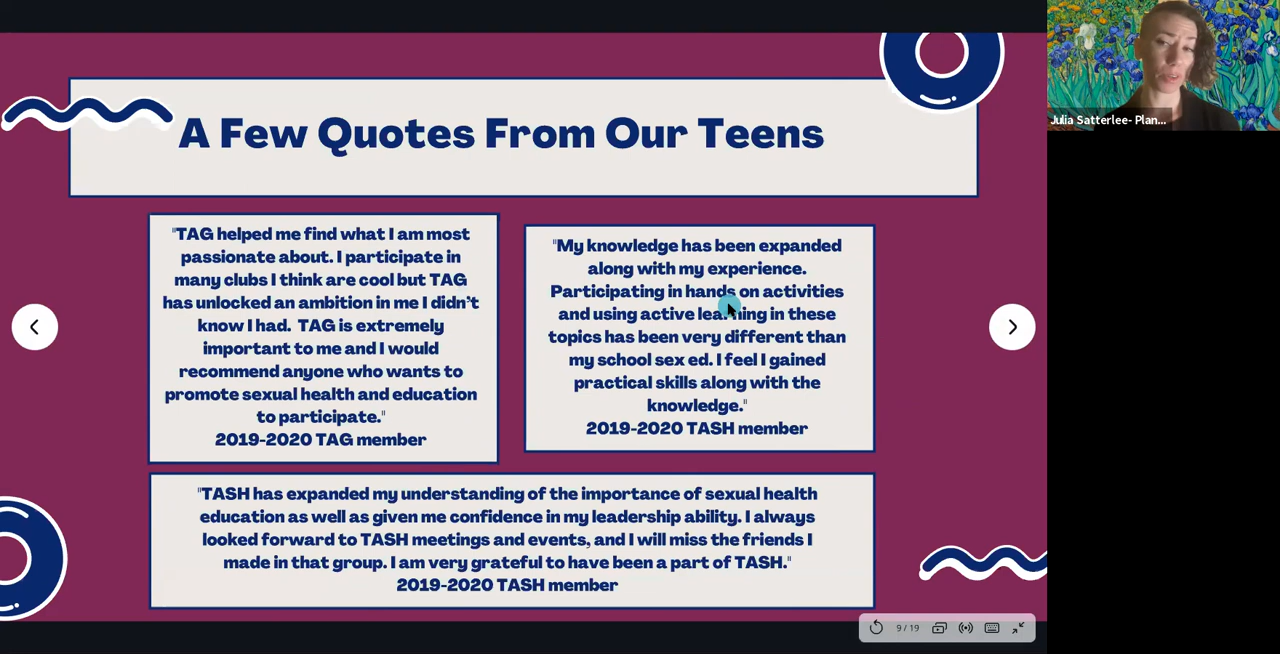 A Few Quotes From Our Teens
"TAG helped me find what I am most
passionate about. I participate in
many clubs I think are cool but TAG
has unlocked an ambition in me I didn't
know I had. TAG is extremely
important to me and I would
recommend anyone who wants to
promote sexual health and education
to participate."
2019-2020 TAG member
"My knowledge has been expanded
along with my experience.
Participating in hands on activities
and using active learning in these
topics has been very different than
my school sex ed. I feel I gained
practical skills along with the
knowledge."
2019-2020 TASH member
"TASH has expanded my understanding of the importance of sexual health
education as well as given me confidence in my leadership ability. I always
looked forward to TASH meetings and events, and I will miss the friends I
made in that group. I am very grateful to have been a part of TASH."
2019-2020 TASH member
9 / 19
Julia Satterlee- Plan...